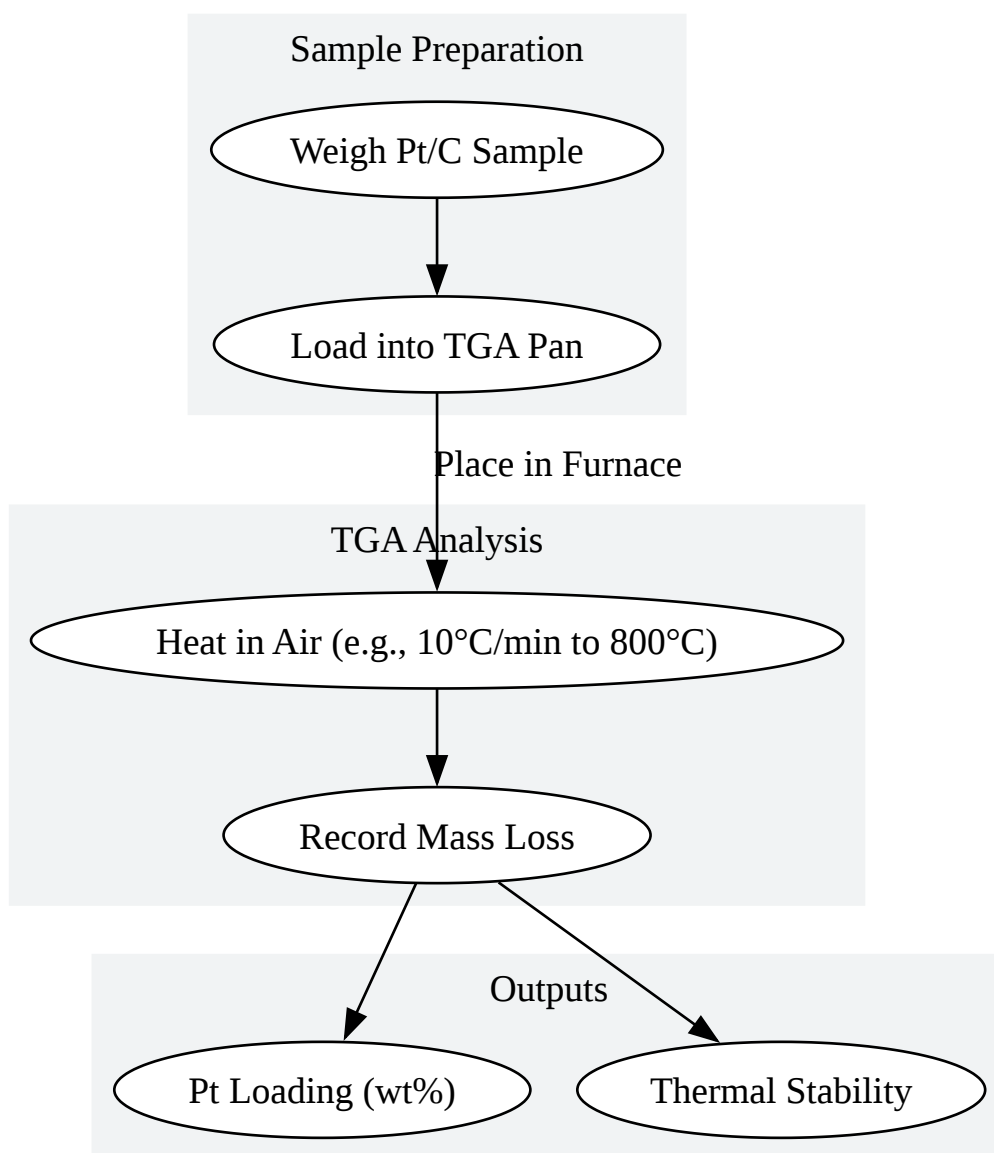 Sample Preparation
Weigh Pt/C Sample
Load into TGA Pan
Place in Furnace
TGA Analysis
Heat in Air (e.g., 10°C/min to 800°C)
Record Mass Loss
Outputs
Pt Loading (wt%)
Thermal Stability